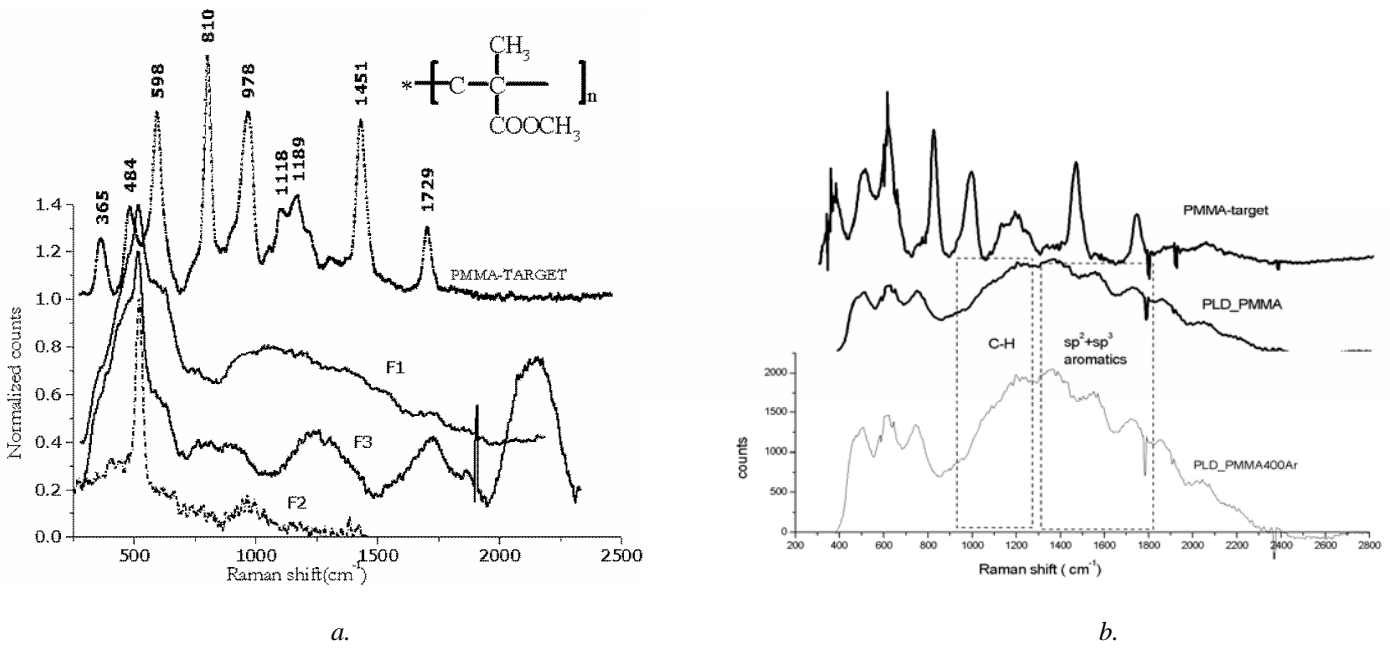 365
484
598
810
978
1118
1189
1451
1729
CH3
* [ C — C ]n
COOCH3
PMMA-TARGET
F1
F3
F2
Normalized counts
1.4
1.2
1.0
0.8
0.6
0.4
0.2
0.0
500 1000 1500 2000 2500
Raman shift(cm-1)
a.
PMMA-target
PLD_PMMA
C-H
sp2+sp3
aromatics
PLD_PMMA400Ar
counts
2000
1500
1000
500
0
200 400 600 800 1000 1200 1400 1600 1800 2000 2200 2400 2600 2800
Raman shift ( cm-1)
b.